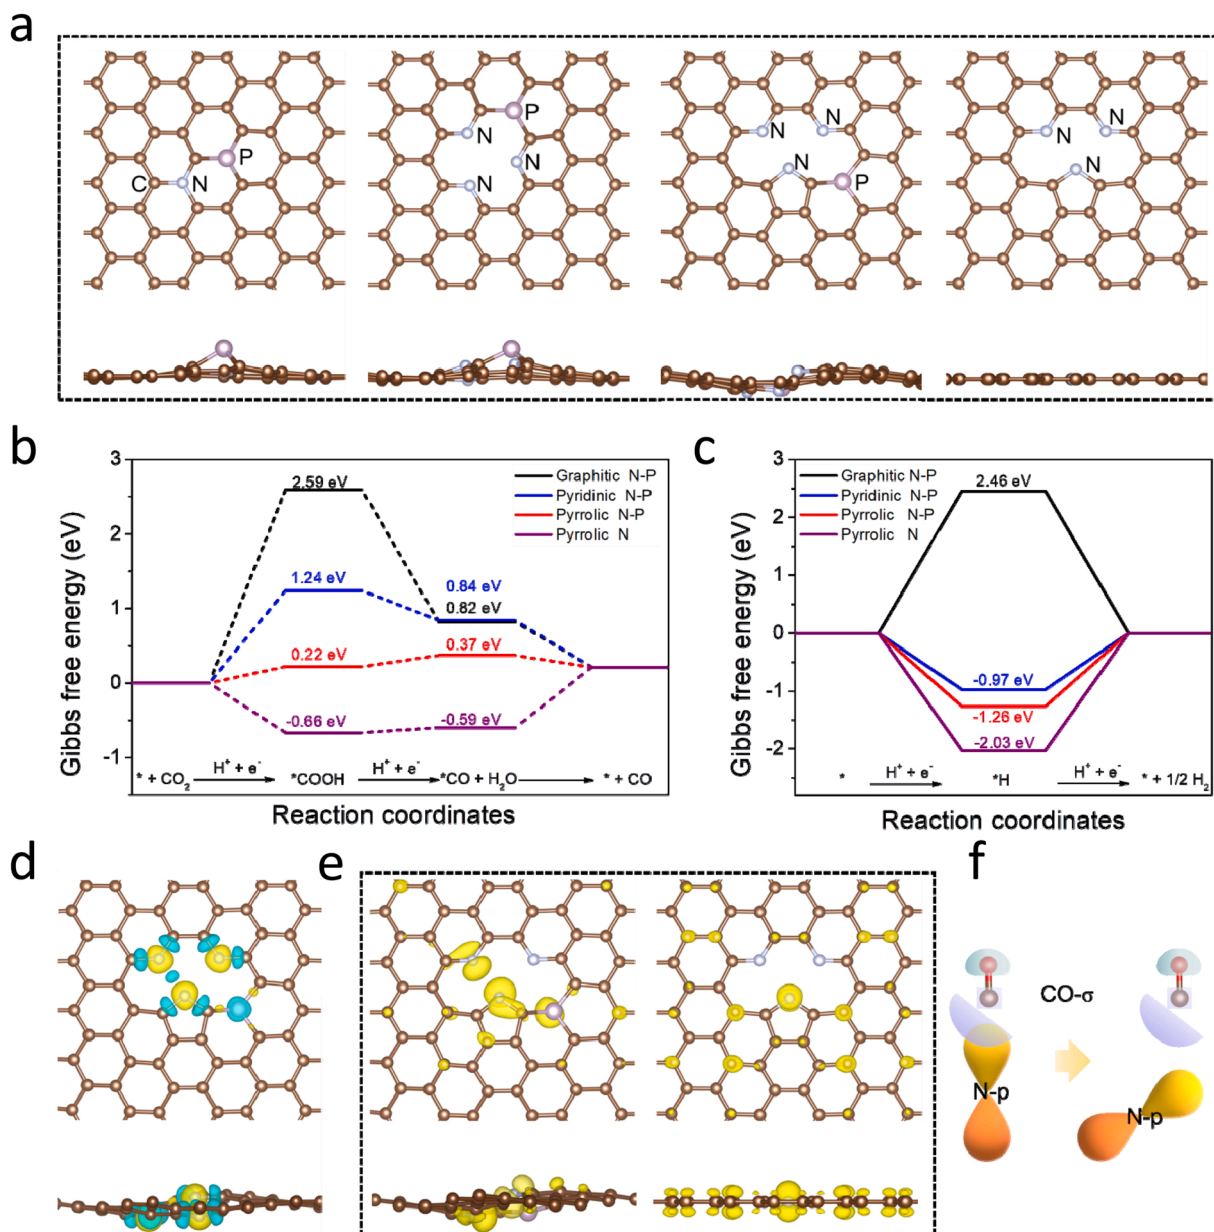 a
P
C
N
P
N
N
N
N
N
N
P
N
N
N
b
3
2
1
0
-1
Gibbs free energy (eV)
2.59 eV
1.24 eV
0.84 eV
0.82 eV
0.22 eV
0.37 eV
-0.66 eV
-0.59 eV
Graphitic N-P
Pyridinic N-P
Pyrrolic N-P
Pyrrolic N
* + CO₂
H⁺ + e⁻
*COOH
H⁺ + e⁻
*CO + H₂O
* + CO
Reaction coordinates
c
3
2
1
0
-1
-2
Gibbs free energy (eV)
Graphitic N-P
Pyridinic N-P
Pyrrolic N-P
Pyrrolic N
2.46 eV
-0.97 eV
-1.26 eV
-2.03 eV
*
H⁺ + e⁻
*H
H⁺ + e⁻
* + 1/2 H₂
Reaction coordinates
d
e
f
CO-σ
N-p
N-p